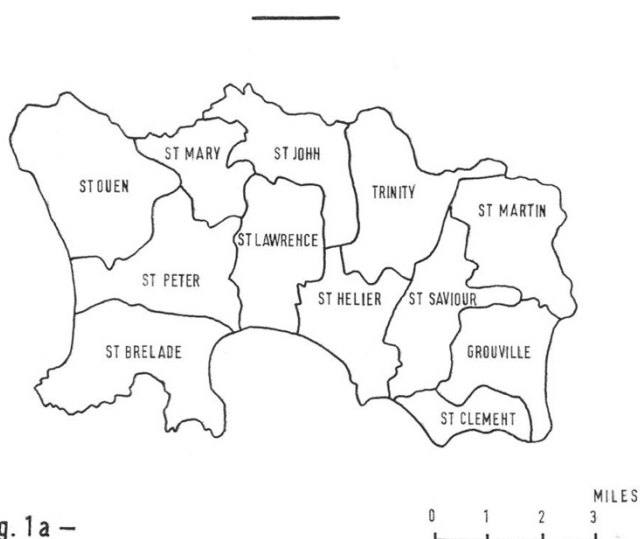 ST OUEN
ST MARY
ST JOHN
TRINITY
ST MARTIN
ST LAWRENCE
ST PETER
ST HELIER
ST SAVIOUR
ST BRELADE
GROUVILLE
ST CLEMENT
MILES
0 1 2 3
g. 1a —